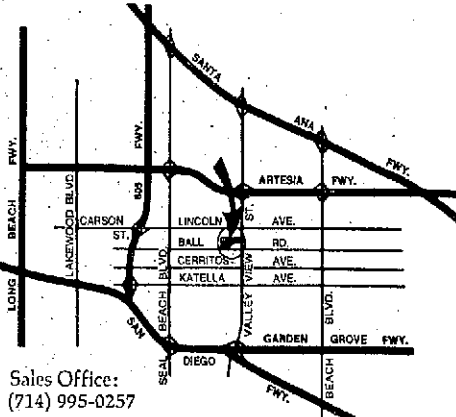 SANTA ANA FWY.
LONG BEACH FWY.
LAKEWOOD BLVD.
605 FWY.
ARTESIA FWY.
CARSON ST.
LINCOLN AVE.
BALL RD.
CERRITOS AVE.
KATELLA AVE.
SEAL BEACH BLVD.
VALLEY VIEW ST.
BEACH BLVD.
SAN DIEGO FWY.
GARDEN GROVE FWY.
Sales Office:
(714) 995-0257